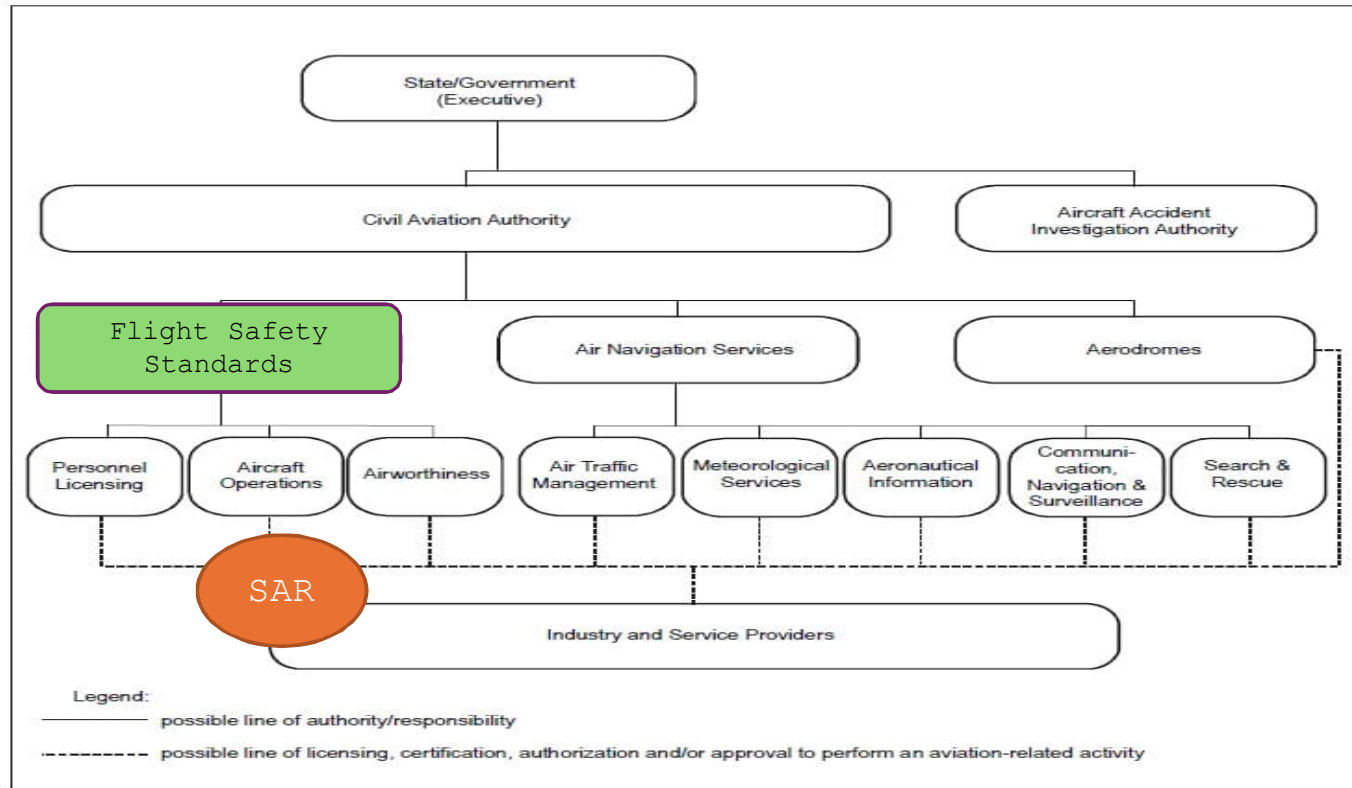 State/Government
(Executive)
Civil Aviation Authority
Aircraft Accident
Investigation Authority
Flight Safety
Standards
Air Navigation Services
Aerodromes
Personnel
Licensing
Aircraft
Operations
Airworthiness
Air Traffic
Management
Meteorological
Services
Aeronautical
Information
Communi-
cation,
Navigation &
Surveillance
Search &
Rescue
SAR
Industry and Service Providers
Legend:
possible line of authority/responsibility
possible line of licensing, certification, authorization and/or approval to perform an aviation-related activity